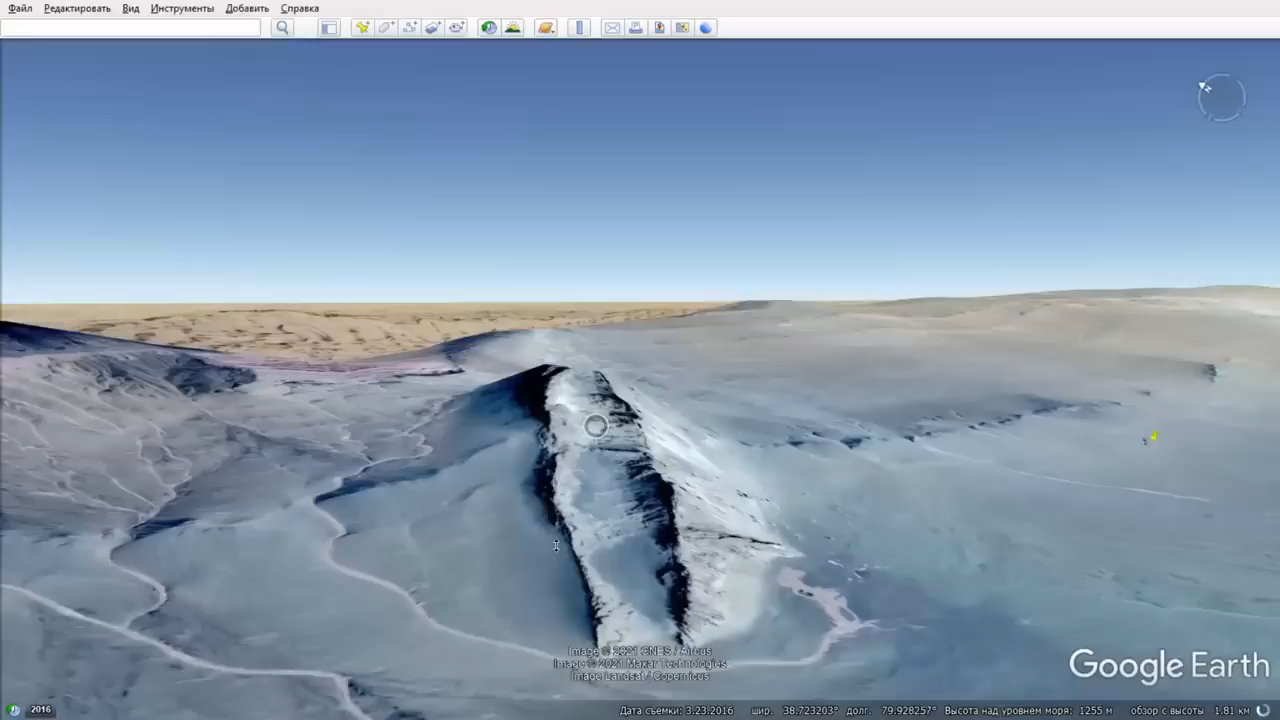 Файл Редактировать Вид Инструменты Добавить Справка
N
Image © 2021 CNES / Airbus
Image © 2021 Maxar Technologies
Image Landsat / Copernicus
Google Earth
2016
Дата съемки: 3.23.2016 шир. 38.723203° долг. 79.928257° Высота над уровнем моря: 1255 м обзор с высоты 1.81 км